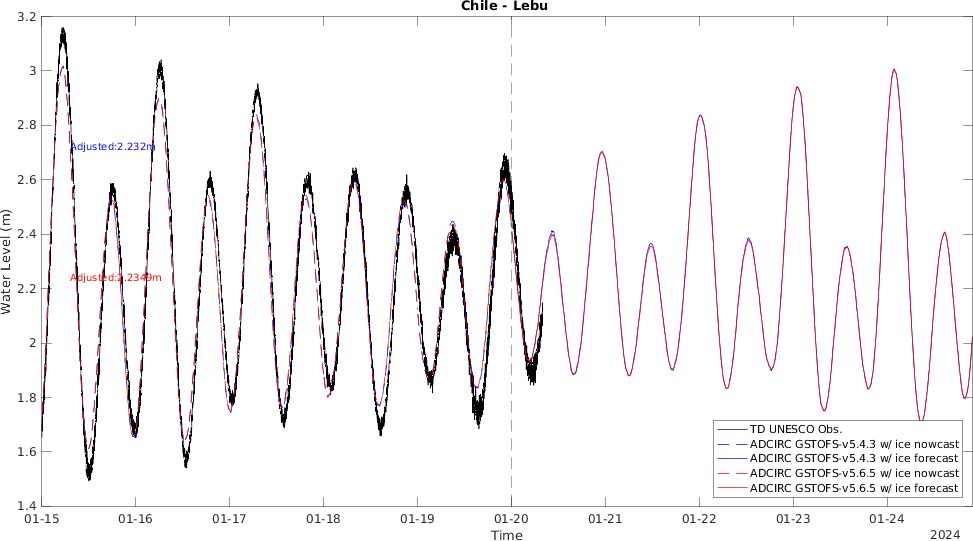 Chile - Lebu
3.2
3
2.8
2.6
2.4
2.2
2
1.8
1.6
1.4
Water Level (m)
Adjusted:2.232m
Adjusted:2.2349m
TD UNESCO Obs.
ADCIRC GSTOFS-v5.4.3 w/ ice nowcast
ADCIRC GSTOFS-v5.4.3 w/ ice forecast
ADCIRC GSTOFS-v5.6.5 w/ ice nowcast
ADCIRC GSTOFS-v5.6.5 w/ ice forecast
01-15 01-16 01-17 01-18 01-19 01-20 01-21 01-22 01-23 01-24
Time
2024